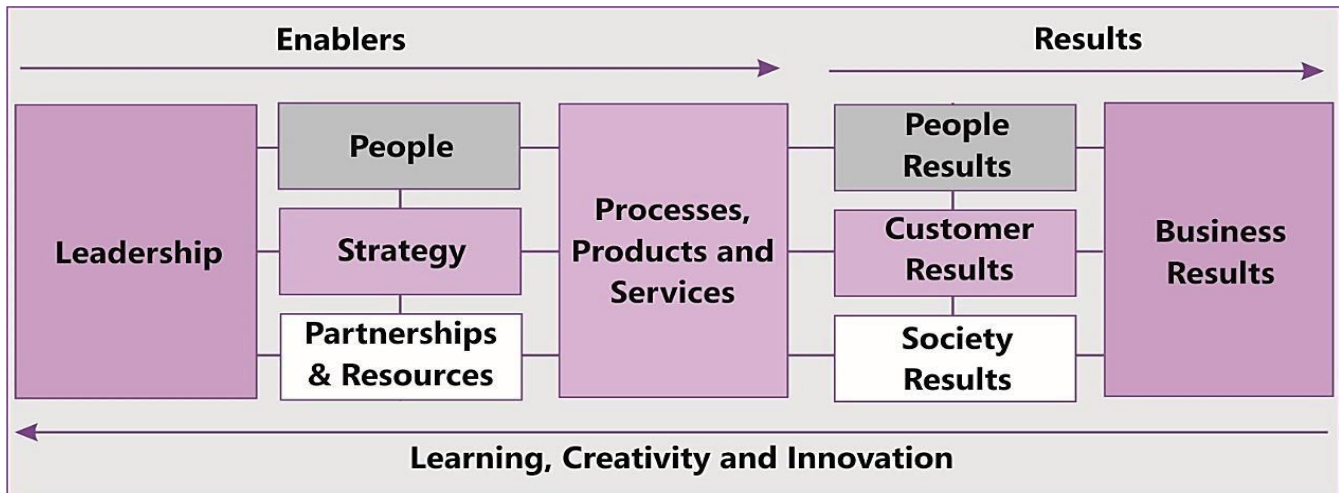 Enablers
Results
Leadership
People
Strategy
Partnerships
& Resources
Processes,
Products and
Services
People
Results
Customer
Results
Society
Results
Business
Results
Learning, Creativity and Innovation